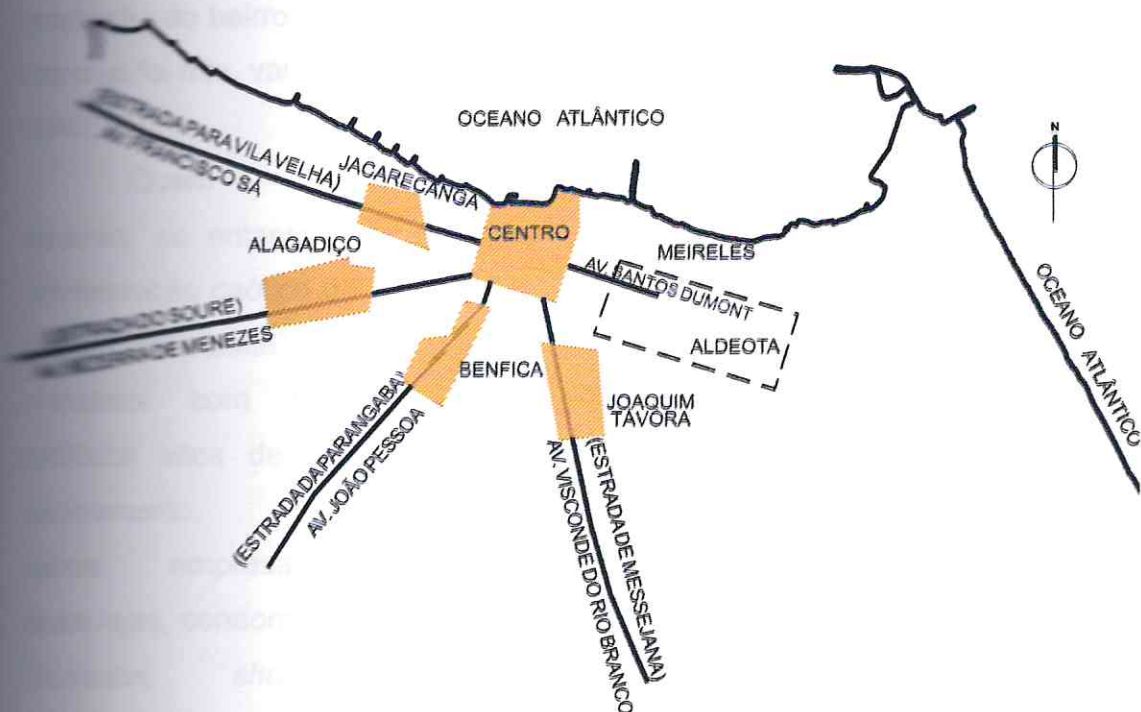 bairro
OCEANO ATLÂNTICO
N
(ESTRADA PARA VILA VELHA)
AV. FRANCISCO SÁ
JACARECANGA
CENTRO
ALAGADIÇO
MEIRELES
AV. SANTOS DUMONT
ALDEOTA
OCEANO ATLÂNTICO
(ESTRADA DO SOURE)
AV. BEZERRA DE MENEZES
BENFICA
JOAQUIM
TAVÔRA
(ESTRADA DA PARANGABA)
AV. JOÃO PESSOA
AV. VISCONDE DO RIO BRANCO
(ESTRADA DE MESSEJANA)